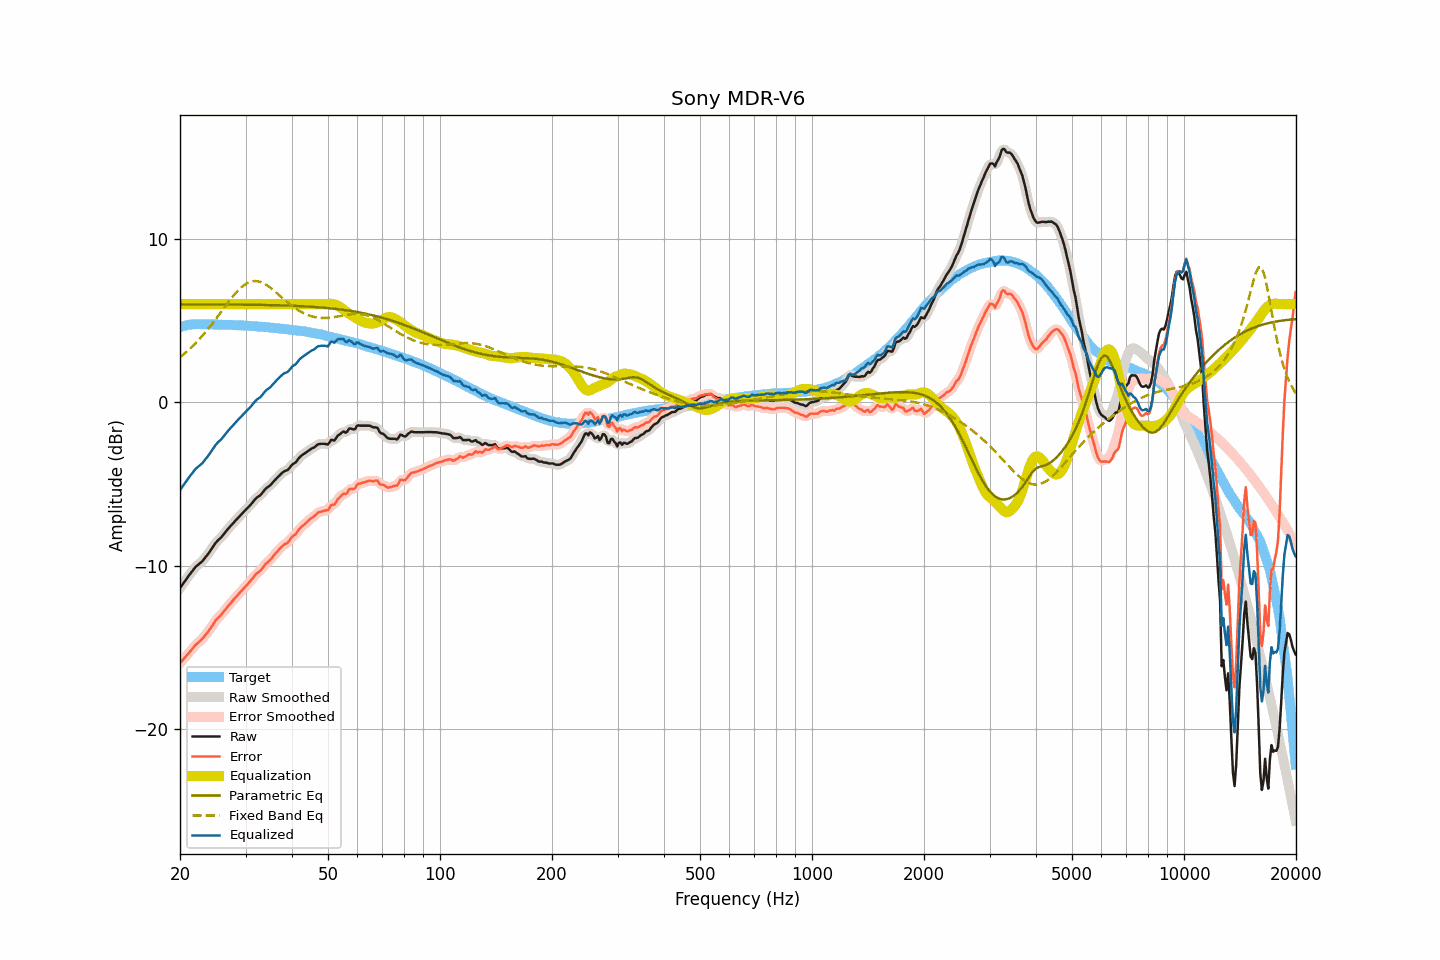 Sony MDR-V6
Amplitude (dBr)
10
0
−10
−20
Target
Raw Smoothed
Error Smoothed
Raw
Error
Equalization
Parametric Eq
Fixed Band Eq
Equalized
20 50 100 200 500 1000 2000 5000 10000 20000
Frequency (Hz)